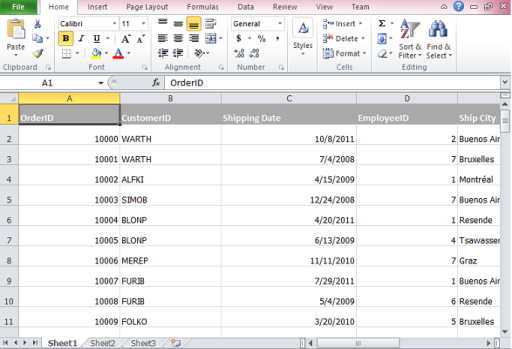 File Home Insert Page Layout Formulas Data Review View Team
Paste
Clipboard
Calibri 11
B I U A A
Font
Alignment
General
$ % ,
Number
Styles
Insert
Delete
Format
Cells
Σ
Sort & Filter
Find & Select
Editing
A1 fx OrderID
A B C D E
1 OrderID CustomerID Shipping Date EmployeeID Ship City
2 10000 WARTH 10/8/2011 2 Buenos Air
3 10001 WARTH 7/4/2008 7 Bruxelles
4 10002 ALFKI 4/15/2009 1 Montréal
5 10003 SIMOB 12/24/2008 7 Buenos Air
6 10004 BLONP 4/20/2011 1 Resende
7 10005 BLONP 6/13/2009 4 Tsawasser
8 10006 MEREP 11/11/2010 7 Graz
9 10007 FURIB 7/29/2011 1 Buenos Air
10 10008 FURIB 5/4/2009 6 Resende
11 10009 FOLKO 3/20/2010 5 Bruxelles
Sheet1 Sheet2 Sheet3